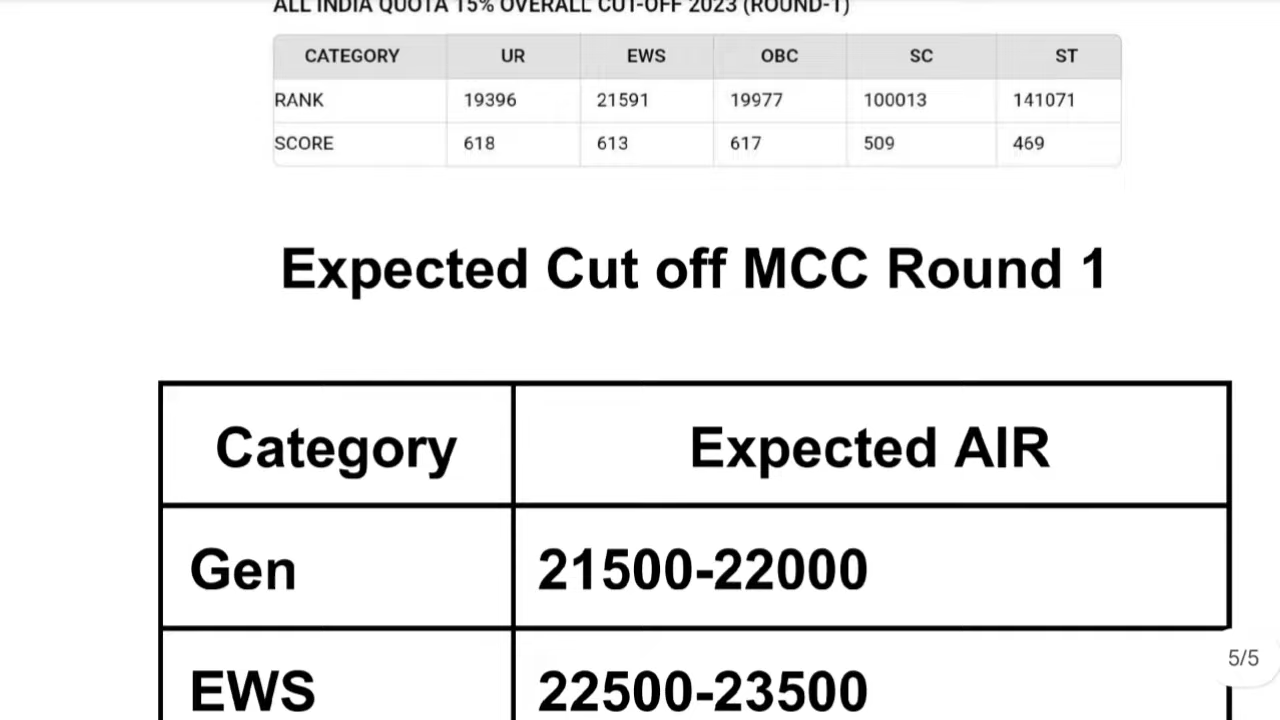 ALL INDIA QUOTA 15% OVERALL CUT-OFF 2023 (ROUND-1)
CATEGORY UR EWS OBC SC ST
RANK 19396 21591 19977 100013 141071
SCORE 618 613 617 509 469
Expected Cut off MCC Round 1
Category Expected AIR
Gen 21500-22000
EWS 22500-23500
5/5